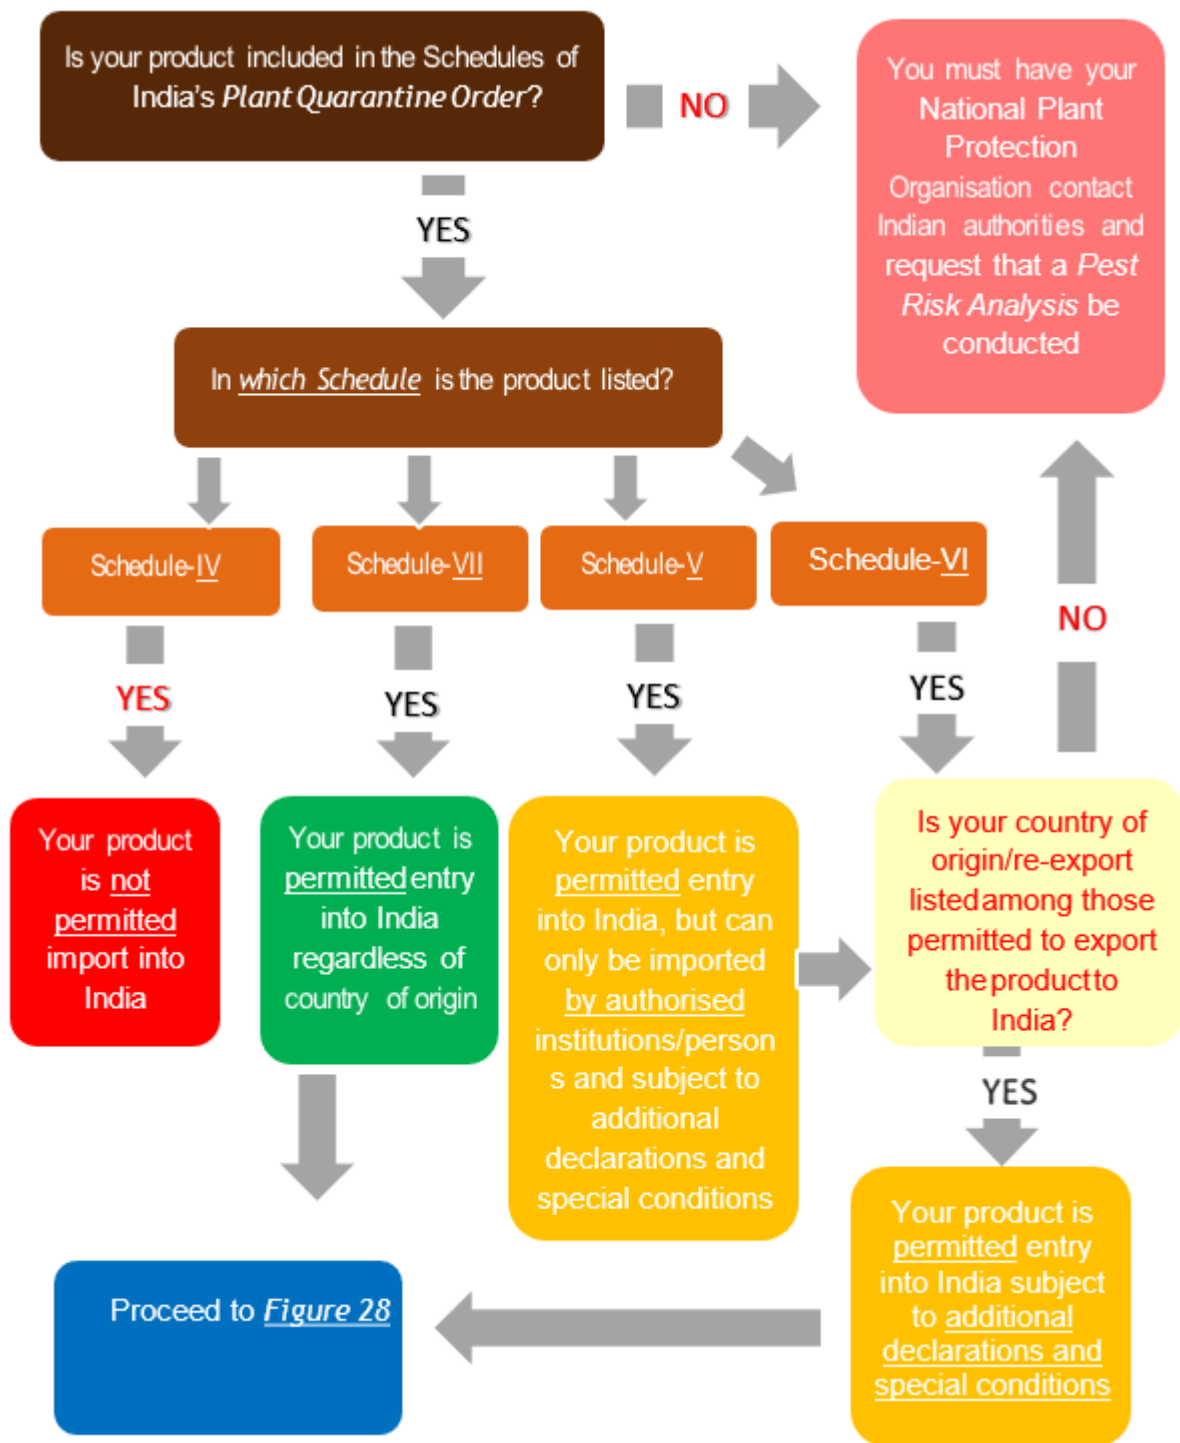 Is your product included in the Schedules of
India's Plant Quarantine Order?
NO
You must have your
National Plant
Protection
Organisation contact
Indian authorities and
request that a Pest
Risk Analysis be
conducted
YES
In which Schedule is the product listed?
Schedule-IV
Schedule-VII
Schedule-V
Schedule-VI
NO
YES
YES
YES
YES
Your product
is not
permitted
import into
India
Your product is
permitted entry
into India
regardless of
country of origin
Your product is
permitted entry
into India, but can
only be imported
by authorised
institutions/person
s and subject to
additional
declarations and
special conditions
Is your country of
origin/re-export
listed among those
permitted to export
the product to
India?
YES
Your product is
permitted entry
into India subject
to additional
declarations and
special conditions
Proceed to Figure 28